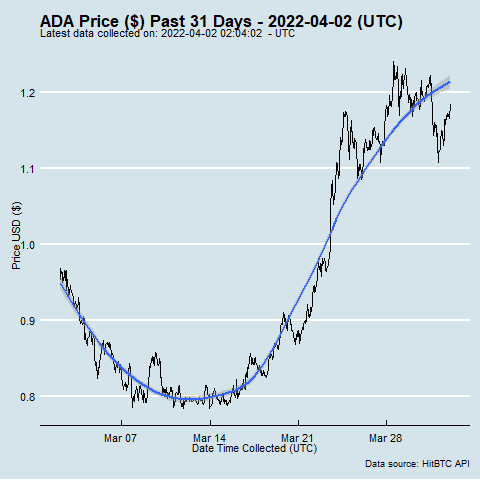 ADA Price ($) Past 31 Days - 2022-04-02 (UTC)
Latest data collected on: 2022-04-02 02:04:02  - UTC
Price USD ($)
1.2
1.1
1.0
0.9
0.8
Mar 07 Mar 14 Mar 21 Mar 28
Date Time Collected (UTC)
Data source: HitBTC API